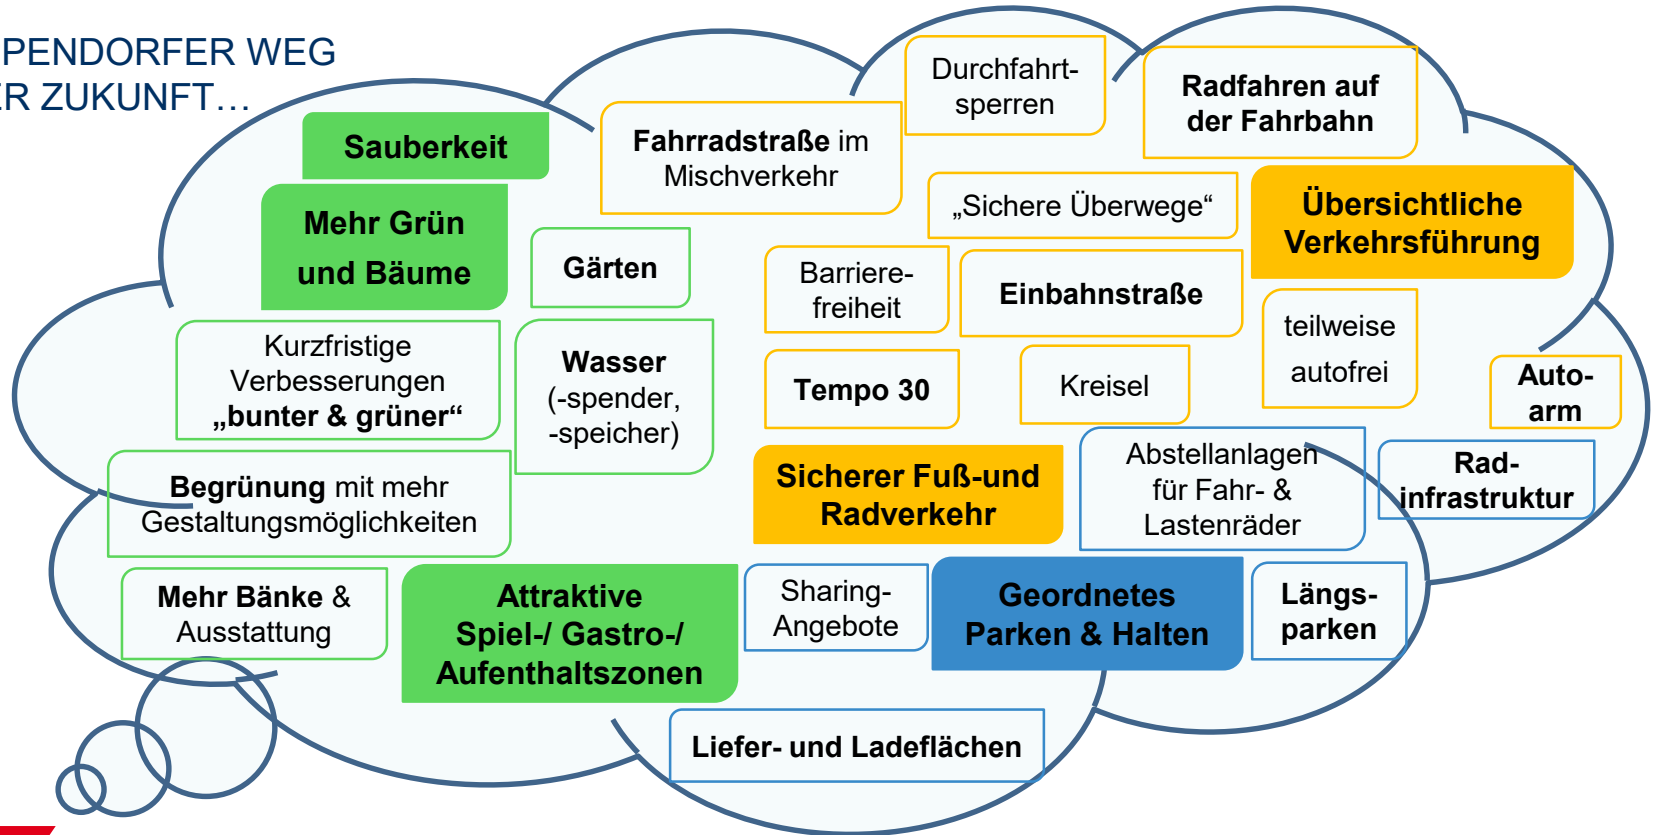 PENDORFER WEG
ER ZUKUNFT…
Durchfahrt-
sperren
Radfahren auf
der Fahrbahn
Sauberkeit
Fahrradstraße im
Mischverkehr
Mehr Grün
und Bäume
„Sichere Überwege“
Übersichtliche
Verkehrsführung
Gärten
Barriere-
freiheit
Einbahnstraße
teilweise
autofrei
Kurzfristige
Verbesserungen
„bunter & grüner“
Wasser
(-spender,
-speicher)
Tempo 30
Kreisel
Auto-
arm
Begrünung mit mehr
Gestaltungsmöglichkeiten
Sicherer Fuß-und
Radverkehr
Abstellanlagen
für Fahr- &
Lastenräder
Rad-
infrastruktur
Mehr Bänke &
Ausstattung
Attraktive
Spiel-/ Gastro-/
Aufenthaltszonen
Sharing-
Angebote
Geordnetes
Parken & Halten
Längs-
parken
Liefer- und Ladeflächen